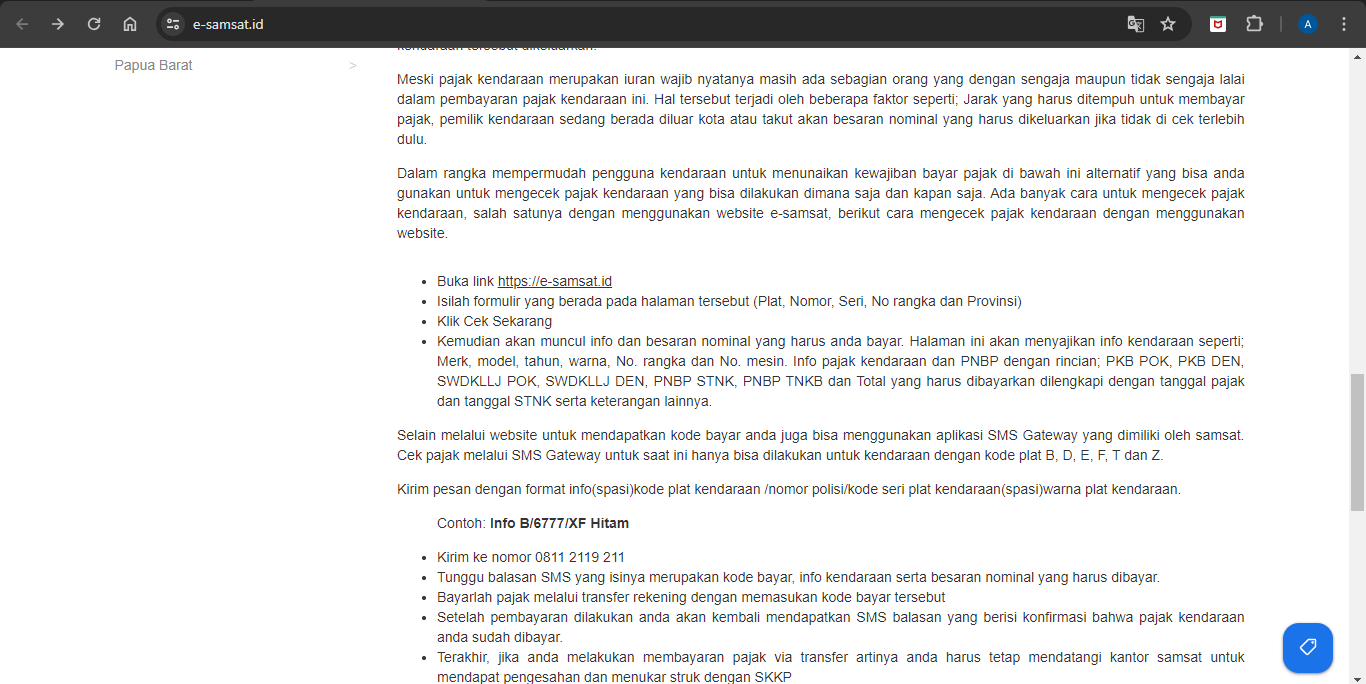 e-samsat.id
A
kendaraan tersebut dikeluarkan.
Papua Barat >
Meski pajak kendaraan merupakan iuran wajib nyatanya masih ada sebagian orang yang dengan sengaja maupun tidak sengaja lalai
dalam pembayaran pajak kendaraan ini. Hal tersebut terjadi oleh beberapa faktor seperti; Jarak yang harus ditempuh untuk membayar
pajak, pemilik kendaraan sedang berada diluar kota atau takut akan besaran nominal yang harus dikeluarkan jika tidak di cek terlebih
dulu.
Dalam rangka mempermudah pengguna kendaraan untuk menunaikan kewajiban bayar pajak di bawah ini alternatif yang bisa anda
gunakan untuk mengecek pajak kendaraan yang bisa dilakukan dimana saja dan kapan saja. Ada banyak cara untuk mengecek pajak
kendaraan, salah satunya dengan menggunakan website e-samsat, berikut cara mengecek pajak kendaraan dengan menggunakan
website.
• Buka link https://e-samsat.id
• Isilah formulir yang berada pada halaman tersebut (Plat, Nomor, Seri, No rangka dan Provinsi)
• Klik Cek Sekarang
• Kemudian akan muncul info dan besaran nominal yang harus anda bayar. Halaman ini akan menyajikan info kendaraan seperti;
Merk, model, tahun, warna, No. rangka dan No. mesin. Info pajak kendaraan dan PNBP dengan rincian; PKB POK, PKB DEN,
SWDKLLJ POK, SWDKLLJ DEN, PNBP STNK, PNBP TNKB dan Total yang harus dibayarkan dilengkapi dengan tanggal pajak
dan tanggal STNK serta keterangan lainnya.
Selain melalui website untuk mendapatkan kode bayar anda juga bisa menggunakan aplikasi SMS Gateway yang dimiliki oleh samsat.
Cek pajak melalui SMS Gateway untuk saat ini hanya bisa dilakukan untuk kendaraan dengan kode plat B, D, E, F, T dan Z.
Kirim pesan dengan format info(spasi)kode plat kendaraan /nomor polisi/kode seri plat kendaraan(spasi)warna plat kendaraan.
Contoh: Info B/6777/XF Hitam
• Kirim ke nomor 0811 2119 211
• Tunggu balasan SMS yang isinya merupakan kode bayar, info kendaraan serta besaran nominal yang harus dibayar.
• Bayarlah pajak melalui transfer rekening dengan memasukan kode bayar tersebut
• Setelah pembayaran dilakukan anda akan kembali mendapatkan SMS balasan yang berisi konfirmasi bahwa pajak kendaraan
anda sudah dibayar.
• Terakhir, jika anda melakukan membayaran pajak via transfer artinya anda harus tetap mendatangi kantor samsat untuk
mendapat pengesahan dan menukar struk dengan SKKP